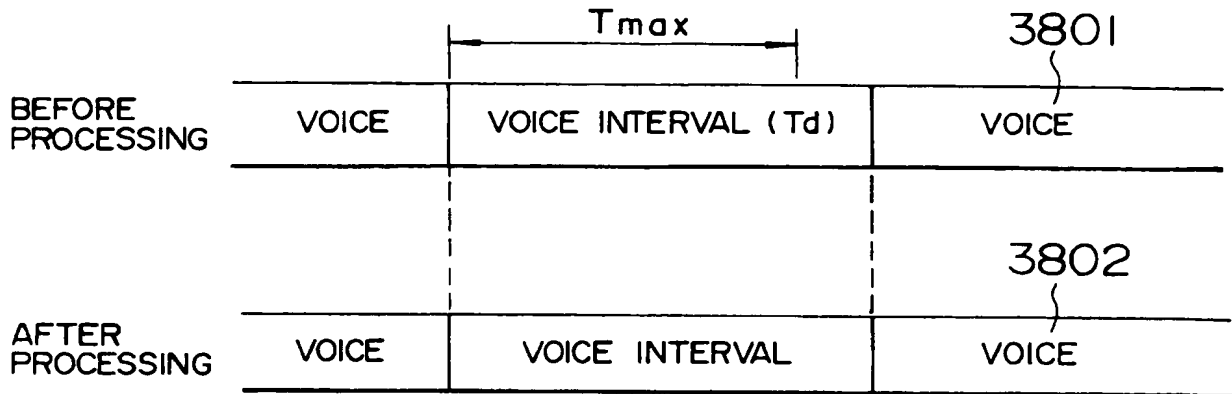 Tmax
3801
BEFORE
PROCESSING
VOICE
VOICE INTERVAL (Td)
VOICE
3802
AFTER
PROCESSING
VOICE
VOICE INTERVAL
VOICE